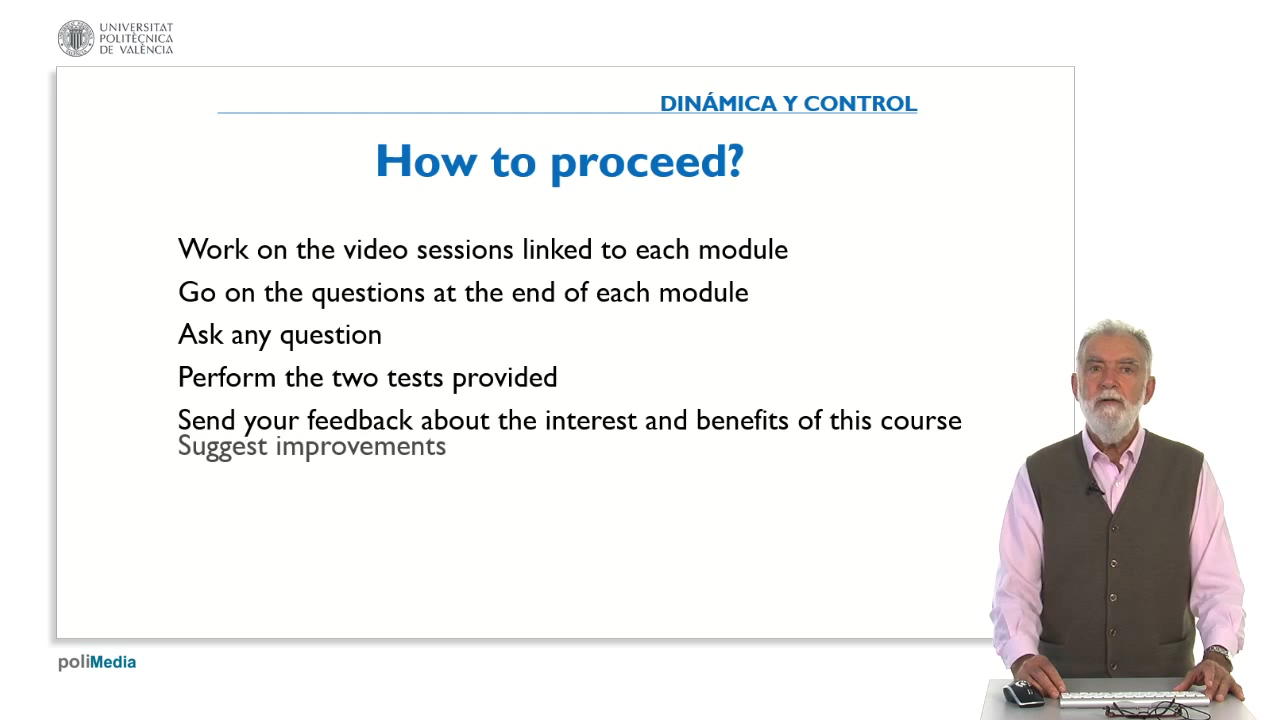 UNIVERSITAT
POLITÈCNICA
DE VALÈNCIA
DINÁMICA Y CONTROL
How to proceed?
Work on the video sessions linked to each module
Go on the questions at the end of each module
Ask any question
Perform the two tests provided
Send your feedback about the interest and benefits of this course
Suggest improvements
poliMedia